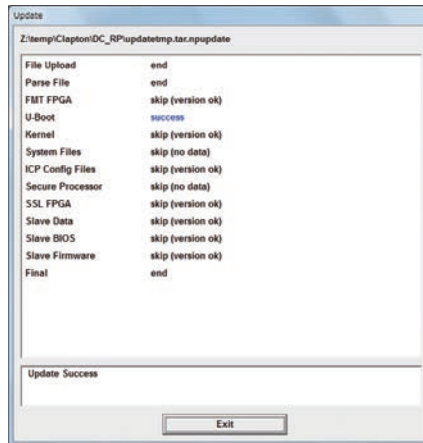 Update
Z:\temp\Clapton\DC_RP\updatetmp.tar.npupdate
File Upload end
Parse File end
FMT FPGA skip (version ok)
U-Boot success
Kernel skip (version ok)
System Files skip (no data)
ICP Config Files skip (version ok)
Secure Processor skip (no data)
SSL FPGA skip (version ok)
Slave Data skip (version ok)
Slave BIOS skip (version ok)
Slave Firmware skip (version ok)
Final end
Update Success
Exit